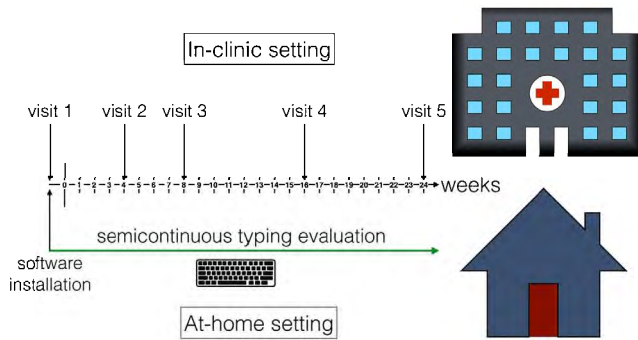 In-clinic setting
visit 1 visit 2 visit 3 visit 4 visit 5
0 1 2 3 4 5 6 7 8 9 10 11 12 13 14 15 16 17 18 19 20 21 22 23 24 weeks
semicontinuous typing evaluation
software
installation
At-home setting